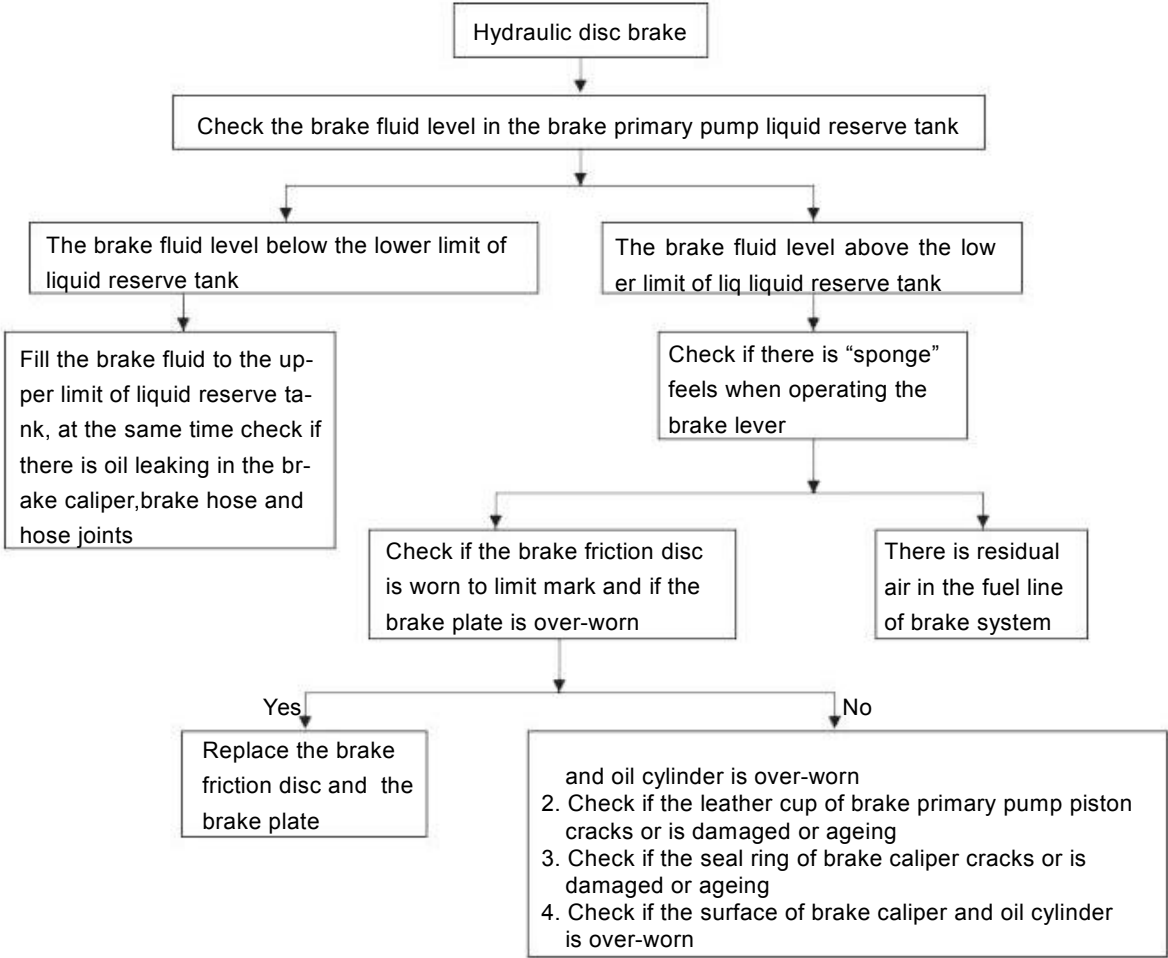 Hydraulic disc brake
Check the brake fluid level in the brake primary pump liquid reserve tank
The brake fluid level below the lower limit of
liquid reserve tank
The brake fluid level above the low
er limit of liq liquid reserve tank
Fill the brake fluid to the up-
per limit of liquid reserve ta-
nk, at the same time check if
there is oil leaking in the br-
ake caliper,brake hose and
hose joints
Check if there is “sponge”
feels when operating the
brake lever
Check if the brake friction disc
is worn to limit mark and if the
brake plate is over-worn
There is residual
air in the fuel line
of brake system
Yes
No
Replace the brake
friction disc and the
brake plate
and oil cylinder is over-worn
2. Check if the leather cup of brake primary pump piston
cracks or is damaged or ageing
3. Check if the seal ring of brake caliper cracks or is
damaged or ageing
4. Check if the surface of brake caliper and oil cylinder
is over-worn